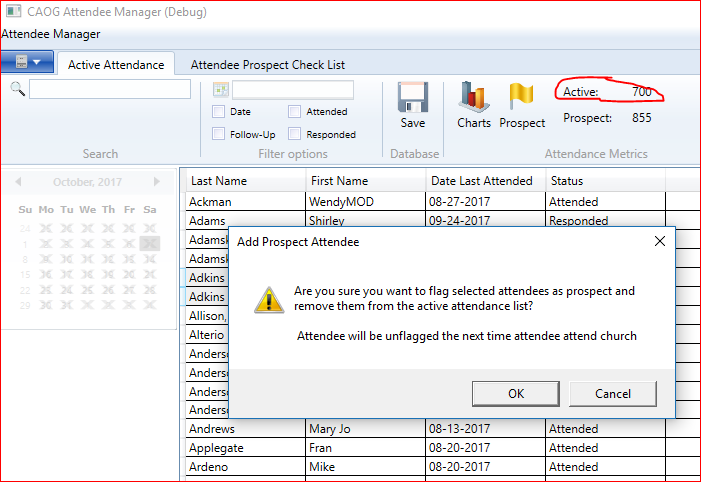 CAOG Attendee Manager (Debug)
Attendee Manager
Active Attendance Attendee Prospect Check List
Date Attended
Follow-Up Responded
Save
Charts Prospect
Active: 700
Prospect: 855
Search Filter options Database Attendance Metrics
October, 2017
Su Mo Tu We Th Fr Sa
24
1
8
15
22
29
Last Name First Name Date Last Attended Status
Ackman WendyMOD 08-27-2017 Attended
Adams Shirley 09-24-2017 Responded
Adamsk
Adamsk
Adkins
Adkins
Allison,
Alterio
Anders
Anders
Anders
Anders
Add Prospect Attendee
Are you sure you want to flag selected attendees as prospect and
remove them from the active attendance list?
Attendee will be unflagged the next time attendee attend church
OK Cancel
Andrews Mary Jo 08-13-2017 Attended
Applegate Fran 08-20-2017 Attended
Ardeno Mike 08-20-2017 Attended